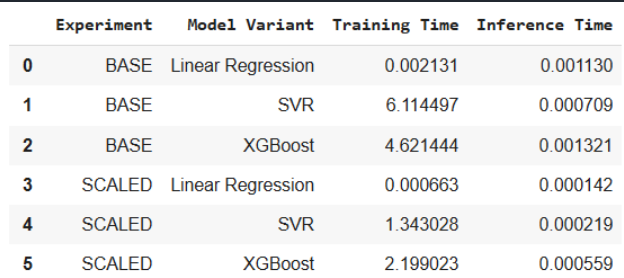 Experiment Model Variant Training Time Inference Time
0 BASE Linear Regression 0.002131 0.001130
1 BASE SVR 6.114497 0.000709
2 BASE XGBoost 4.621444 0.001321
3 SCALED Linear Regression 0.000663 0.000142
4 SCALED SVR 1.343028 0.000219
5 SCALED XGBoost 2.199023 0.000559